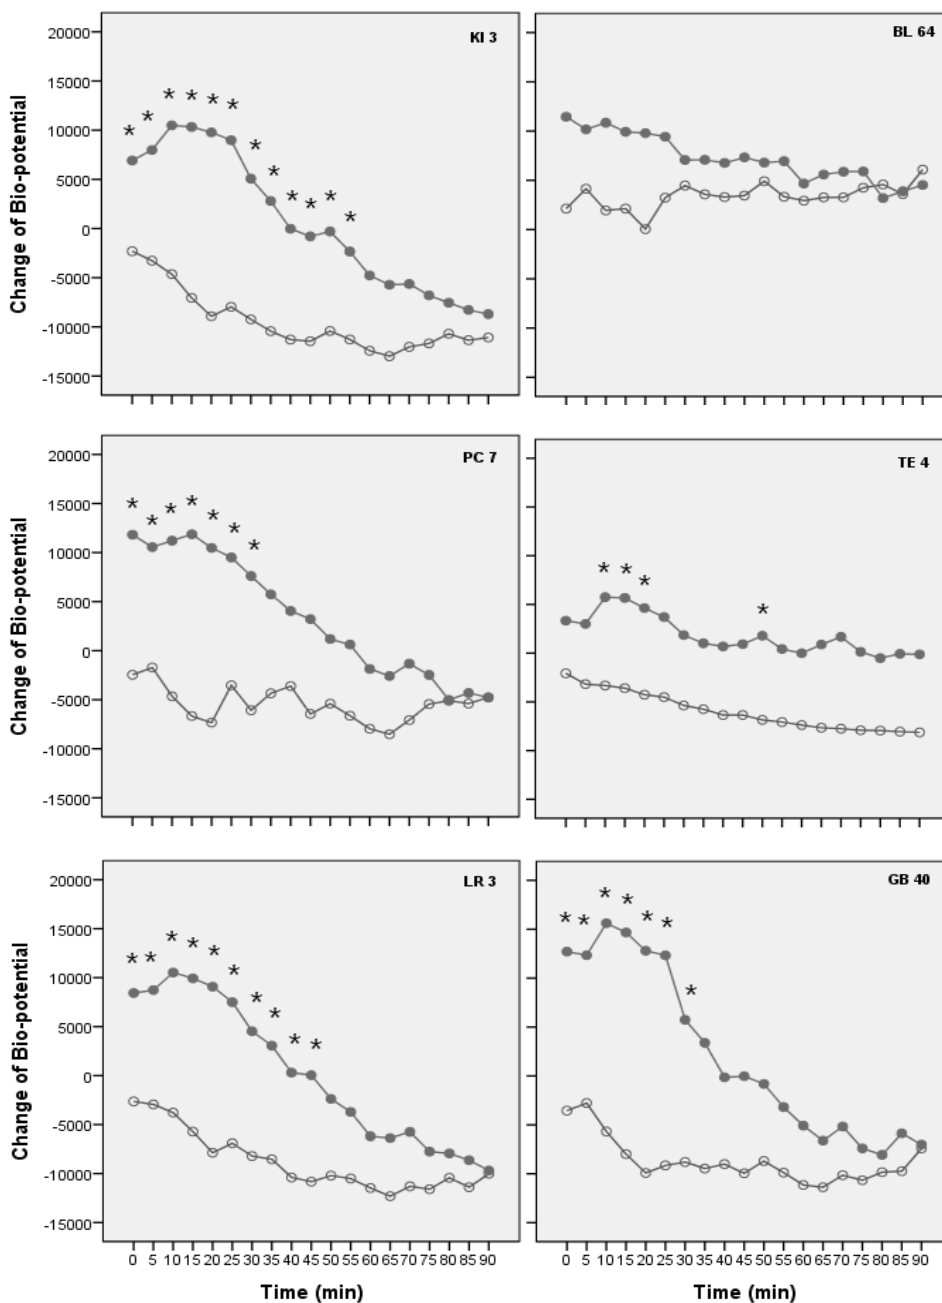 KI 3
20000
15000
10000
5000
0
-5000
-10000
-15000
Change of Bio-potential
* * * * * * * * * * * *
BL 64
PC 7
20000
15000
10000
5000
0
-5000
-10000
-15000
Change of Bio-potential
* * * * * * *
TE 4
* * * *
LR 3
20000
15000
10000
5000
0
-5000
-10000
-15000
Change of Bio-potential
* * * * * * * * * *
0 5 10 15 20 25 30 35 40 45 50 55 60 65 70 75 80 85 90
Time (min)
GB 40
* * * * * * *
0 5 10 15 20 25 30 35 40 45 50 55 60 65 70 75 80 85 90
Time (min)